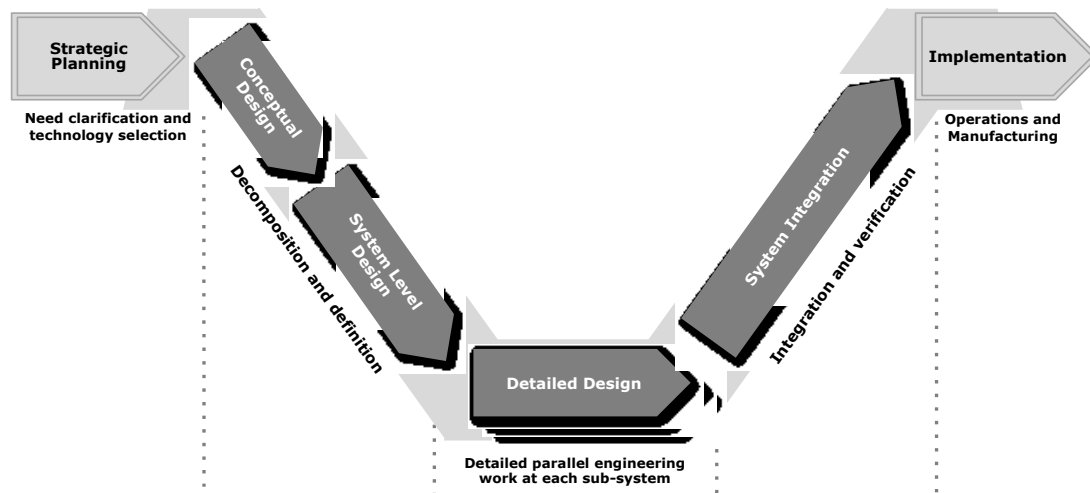 Strategic
Planning
Need clarification and
technology selection
Conceptual
Design
System Level
Design
Decomposition and definition
Detailed Design
Detailed parallel engineering
work at each sub-system
System Integration
Integration and verification
Implementation
Operations and
Manufacturing